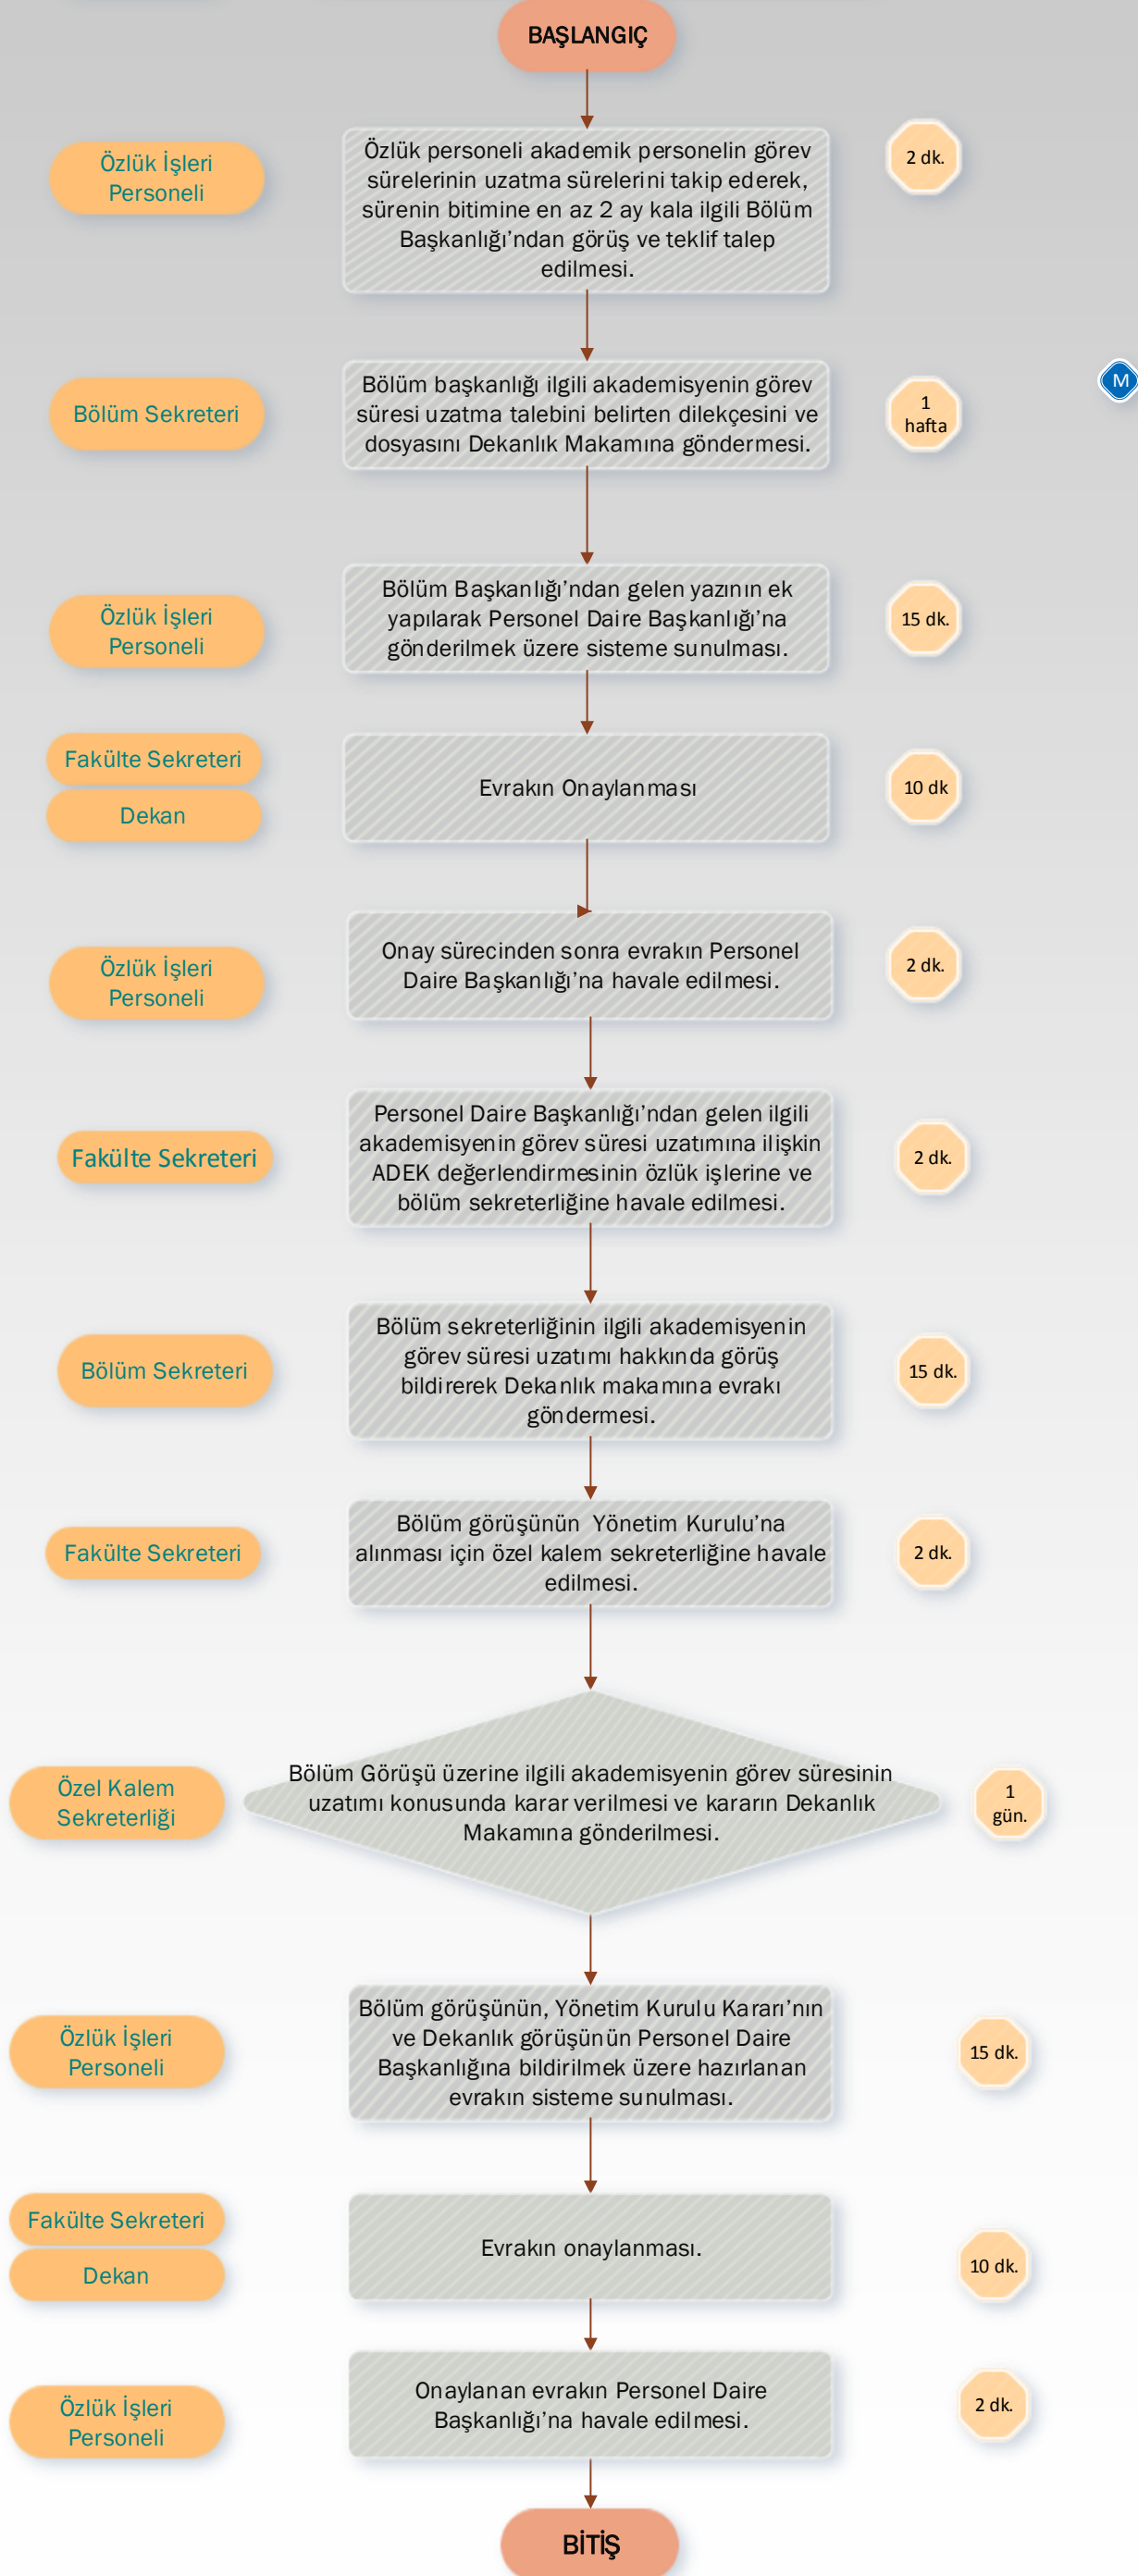 BAŞLANGIÇ
Özlük İşleri
Personeli
Özlük personeli akademik personelin görev
sürelerinin uzatma sürelerini takip ederek,
sürenin bitimine en az 2 ay kala ilgili Bölüm
Başkanlığı’ndan görüş ve teklif talep
edilmesi.
2 dk.
Bölüm Sekreteri
Bölüm başkanlığı ilgili akademisyenin görev
süresi uzatma talebini belirten dilekçesini ve
dosyasını Dekanlık Makamına göndermesi.
1
hafta
M
Özlük İşleri
Personeli
Bölüm Başkanlığı’ndan gelen yazının ek
yapılarak Personel Daire Başkanlığı’na
gönderilmek üzere sisteme sunulması.
15 dk.
Fakülte Sekreteri
Dekan
Evrakın Onaylanması
10 dk
Özlük İşleri
Personeli
Onay sürecinden sonra evrakın Personel
Daire Başkanlığı’na havale edilmesi.
2 dk.
Fakülte Sekreteri
Personel Daire Başkanlığı’ndan gelen ilgili
akademisyenin görev süresi uzatımına ilişkin
ADEK değerlendirmesinin özlük işlerine ve
bölüm sekreterliğine havale edilmesi.
2 dk.
Bölüm Sekreteri
Bölüm sekreterliğinin ilgili akademisyenin
görev süresi uzatımı hakkında görüş
bildirerek Dekanlık makamına evrakı
göndermesi.
15 dk.
Fakülte Sekreteri
Bölüm görüşünün Yönetim Kurulu’na
alınması için özel kalem sekreterliğine havale
edilmesi.
2 dk.
Özel Kalem
Sekreterliği
Bölüm Görüşü üzerine ilgili akademisyenin görev süresinin
uzatımı konusunda karar verilmesi ve kararın Dekanlık
Makamına gönderilmesi.
1
gün.
Özlük İşleri
Personeli
Bölüm görüşünün, Yönetim Kurulu Kararı’nın
ve Dekanlık görüşünün Personel Daire
Başkanlığına bildirilmek üzere hazırlanan
evrakın sisteme sunulması.
15 dk.
Fakülte Sekreteri
Dekan
Evrakın onaylanması.
10 dk.
Özlük İşleri
Personeli
Onaylanan evrakın Personel Daire
Başkanlığı’na havale edilmesi.
2 dk.
BİTİŞ